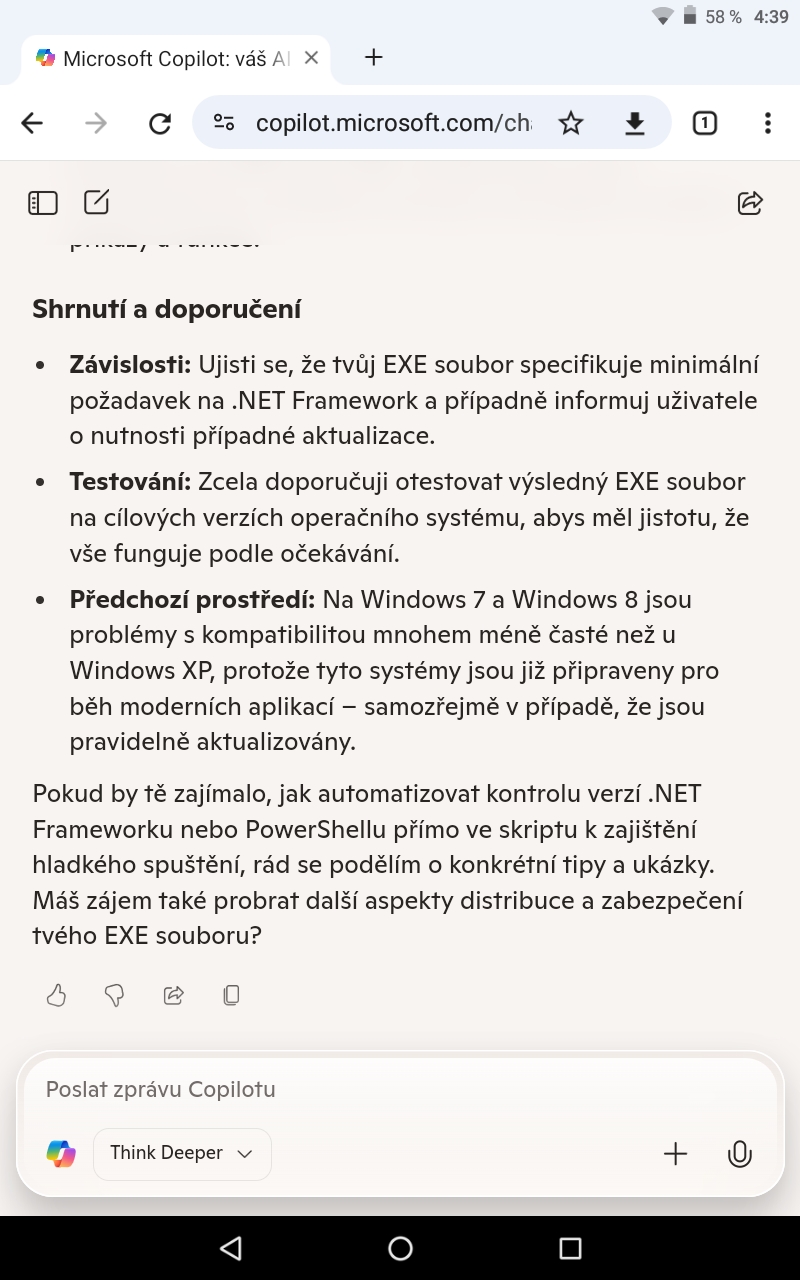 58 % 4:39
Microsoft Copilot: váš AI
copilot.microsoft.com/ch
1
příkazy a funkce.
Shrnutí a doporučení
• Závislosti: Ujisti se, že tvůj EXE soubor specifikuje minimální
požadavek na .NET Framework a případně informuj uživatele
o nutnosti případné aktualizace.
• Testování: Zcela doporučuji otestovat výsledný EXE soubor
na cílových verzích operačního systému, abys měl jistotu, že
vše funguje podle očekávání.
• Předchozí prostředí: Na Windows 7 a Windows 8 jsou
problémy s kompatibilitou mnohem méně časté než u
Windows XP, protože tyto systémy jsou již připraveny pro
běh moderních aplikací – samozřejmě v případě, že jsou
pravidelně aktualizovány.
Pokud by tě zajímalo, jak automatizovat kontrolu verzí .NET
Frameworku nebo PowerShellu přímo ve skriptu k zajištění
hladkého spuštění, rád se podělím o konkrétní tipy a ukázky.
Máš zájem také probrat další aspekty distribuce a zabezpečení
tvého EXE souboru?
Poslat zprávu Copilotu
Think Deeper